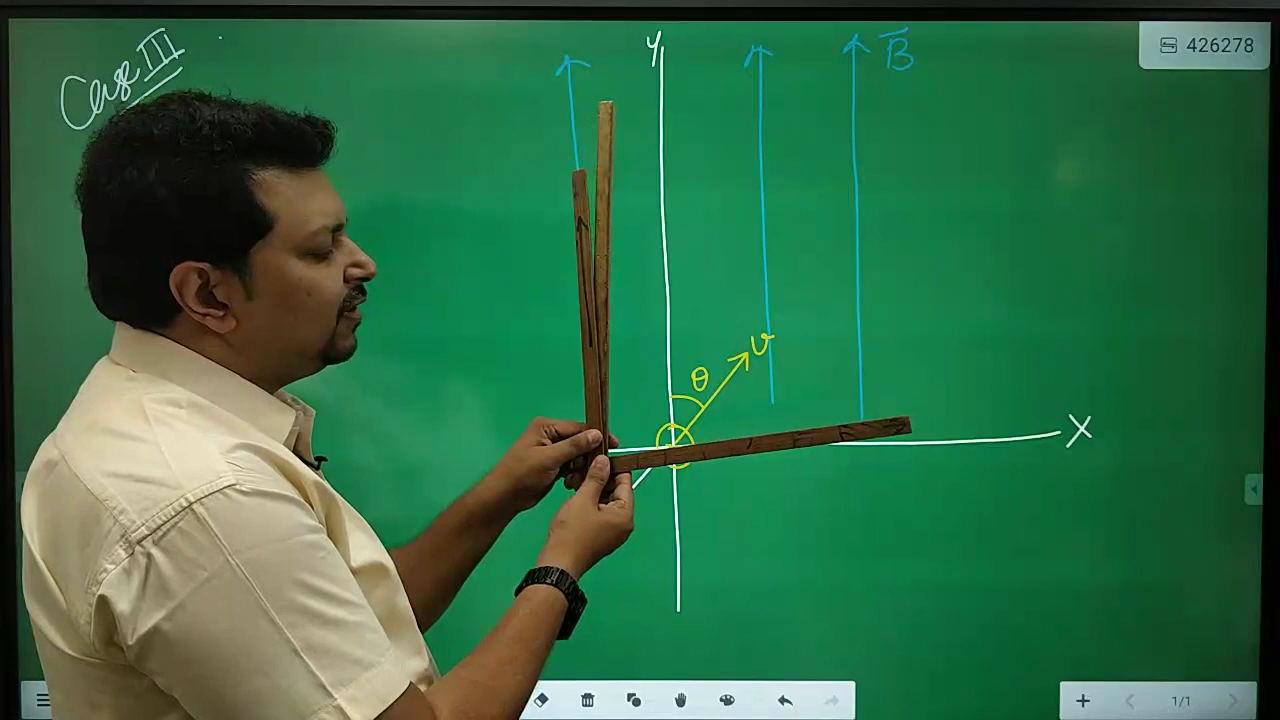 Case III
Y
B
426278
θ
v
X
1/1